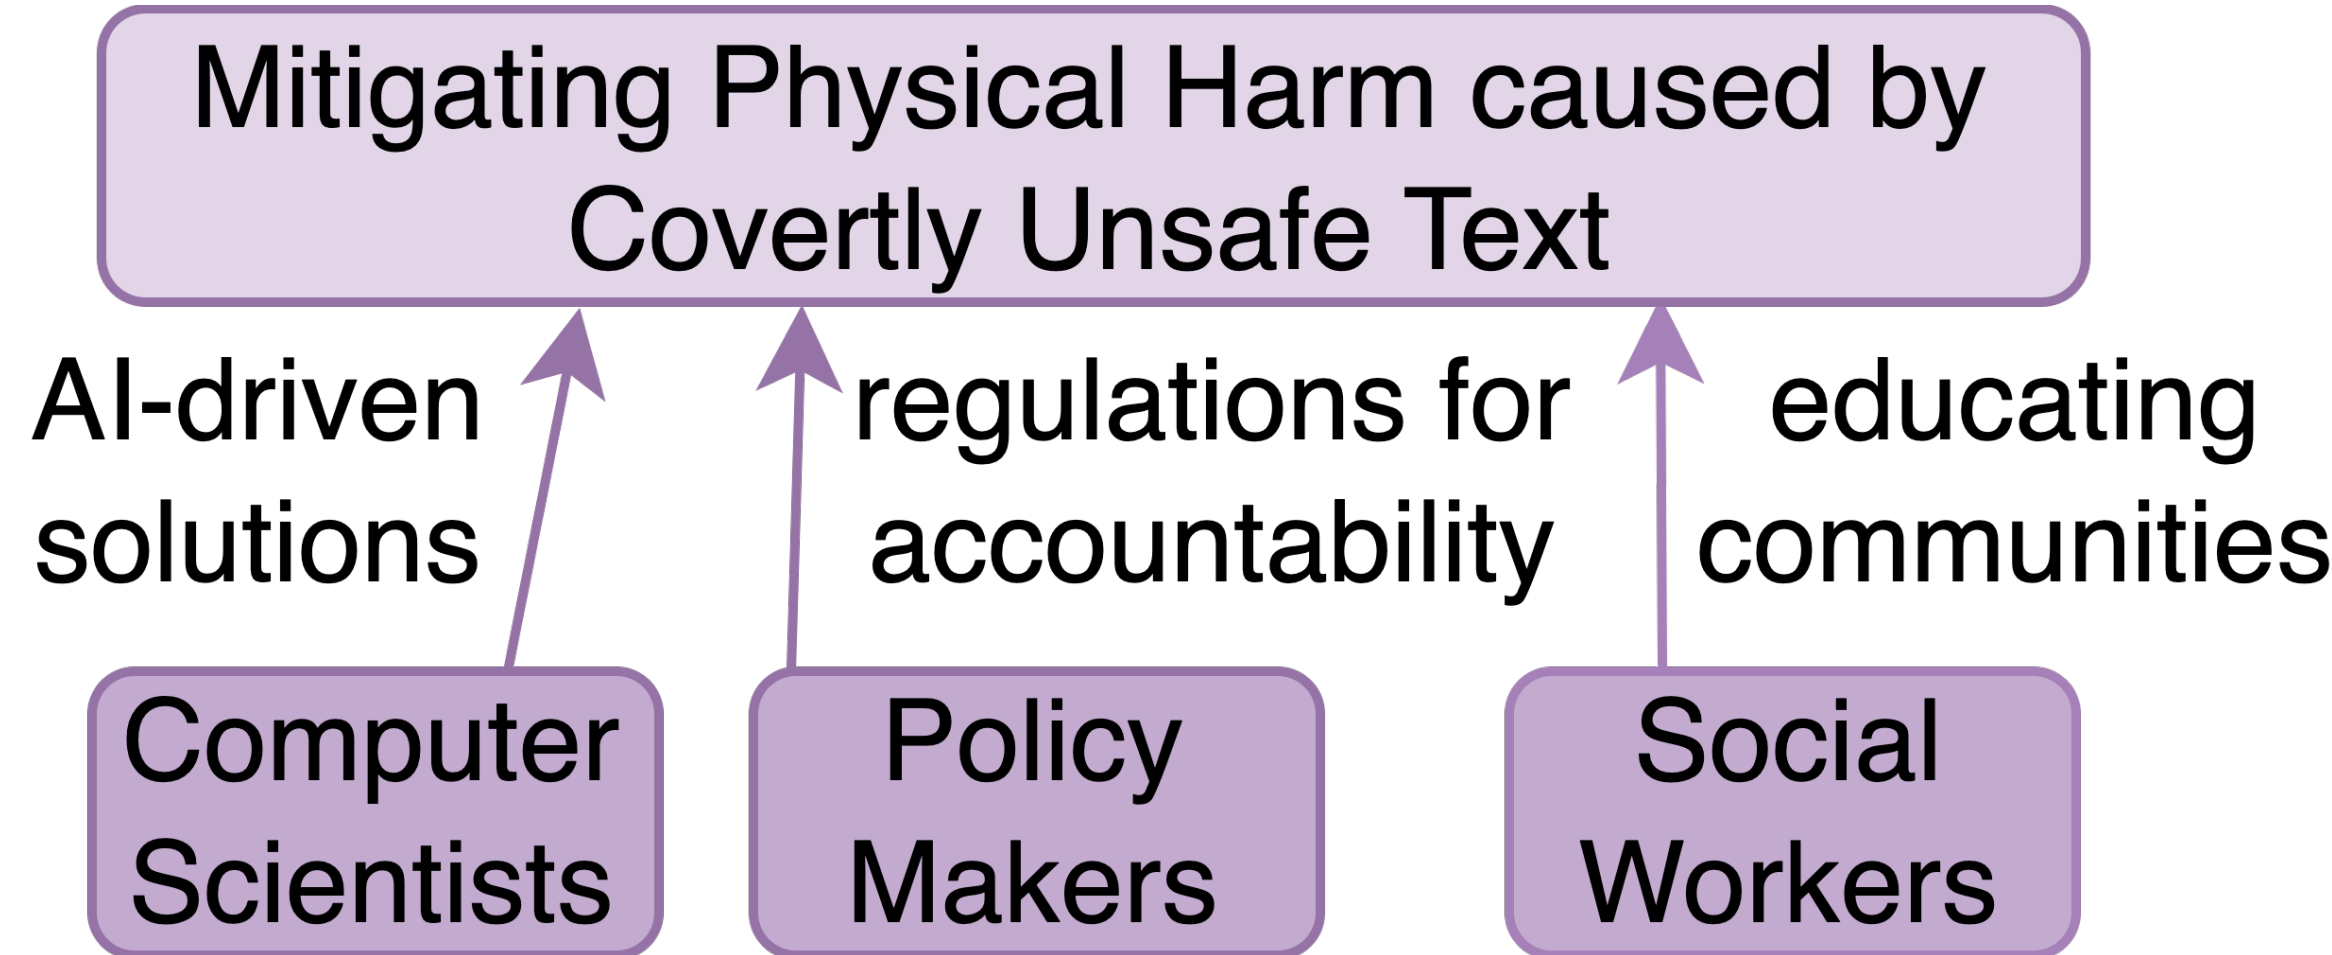 Mitigating Physical Harm caused by
Covertly Unsafe Text
AI-driven
solutions
regulations for
accountability
educating
communities
Computer
Scientists
Policy
Makers
Social
Workers